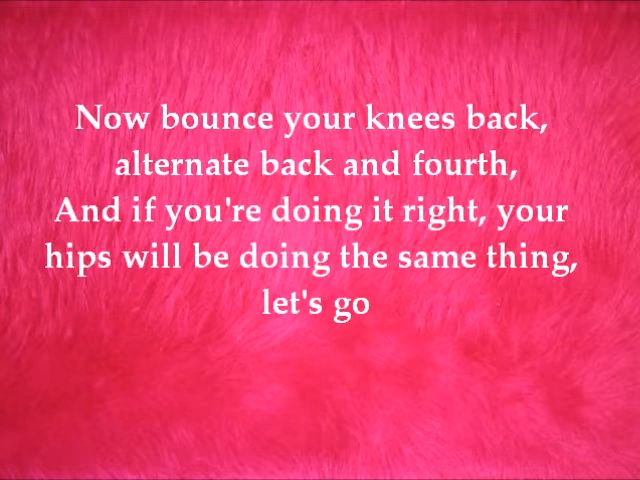 Now bounce your knees back,
alternate back and fourth,
And if you're doing it right, your
hips will be doing the same thing,
let's go